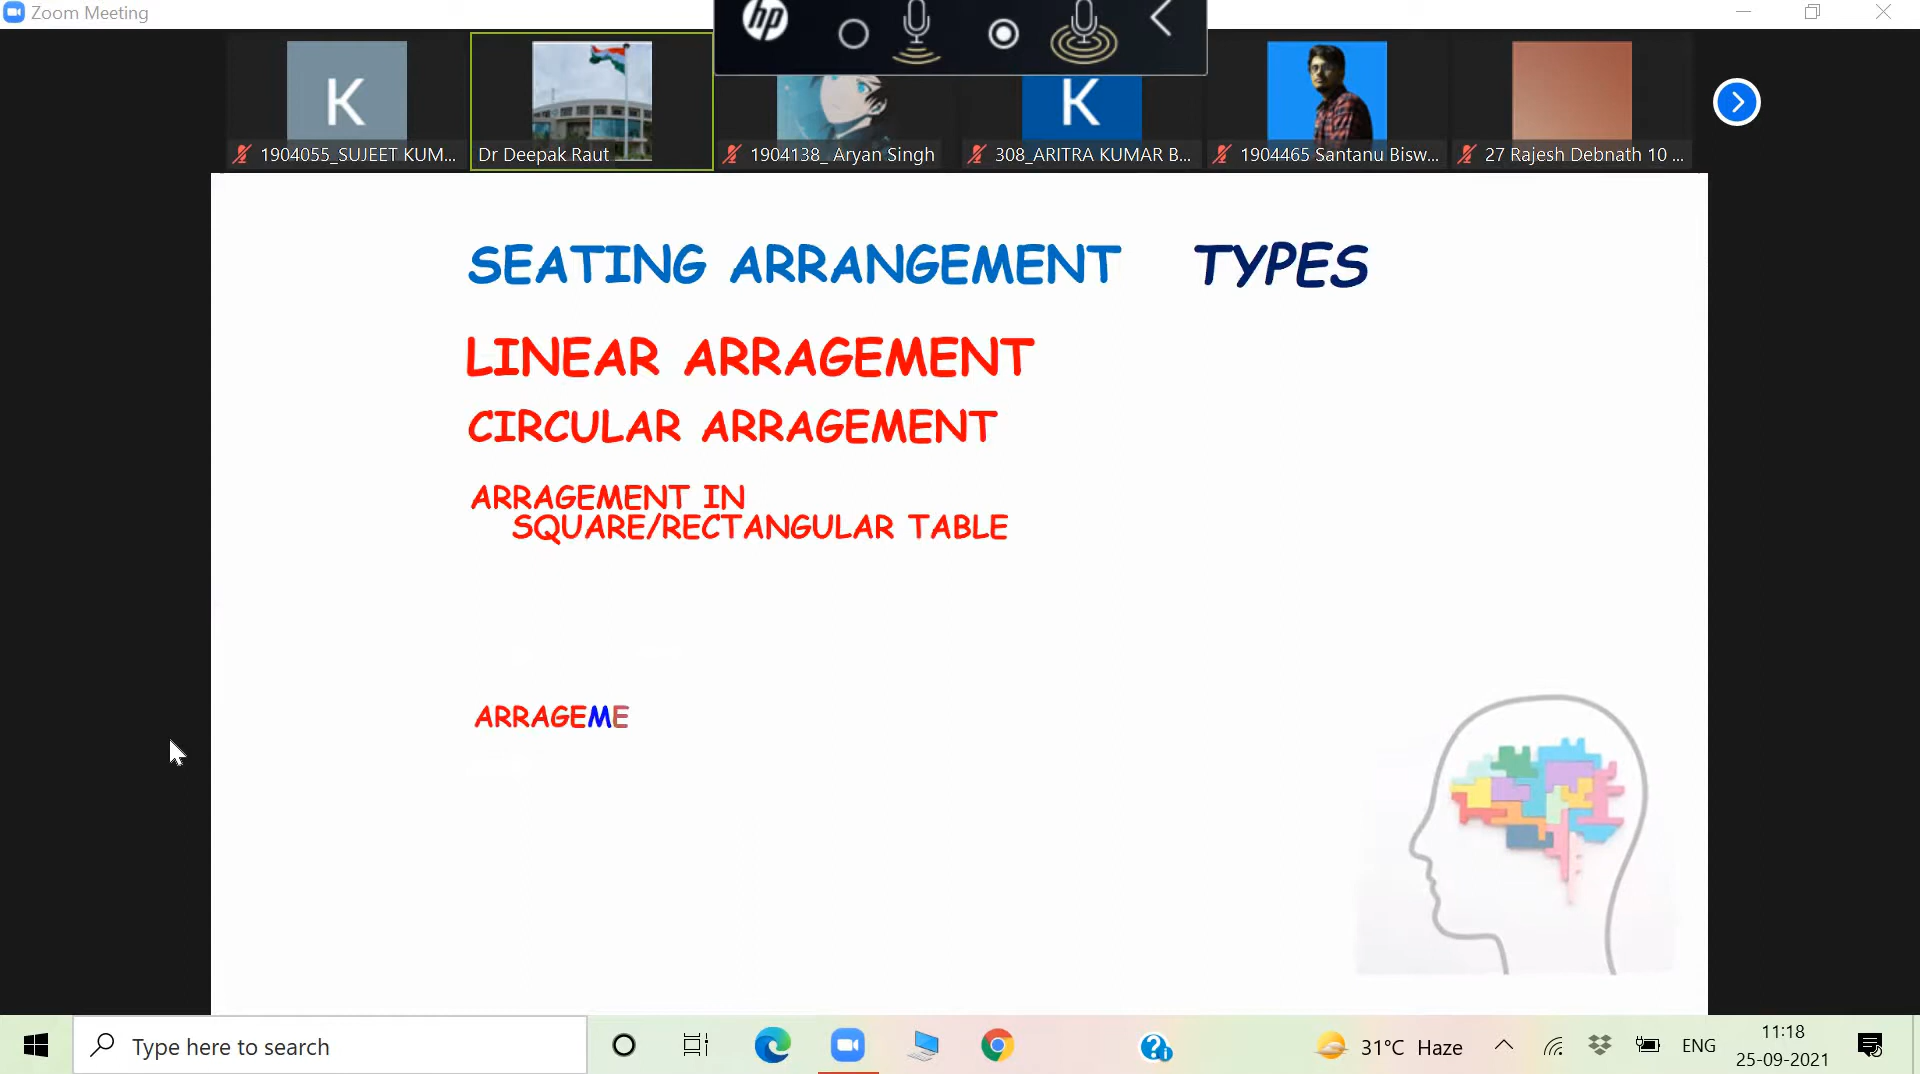 Zoom Meeting
hp
K
K
1904055_SUJEET KUM...
Dr Deepak Raut
1904138_ Aryan Singh
308_ARITRA KUMAR B...
1904465 Santanu Bisw...
27 Rajesh Debnath 10 ...
SEATING ARRANGEMENT TYPES
LINEAR ARRAGEMENT
CIRCULAR ARRAGEMENT
ARRAGEMENT IN
SQUARE/RECTANGULAR TABLE
ARRAGEME
Type here to search
31°C Haze
ENG
11:18
25-09-2021